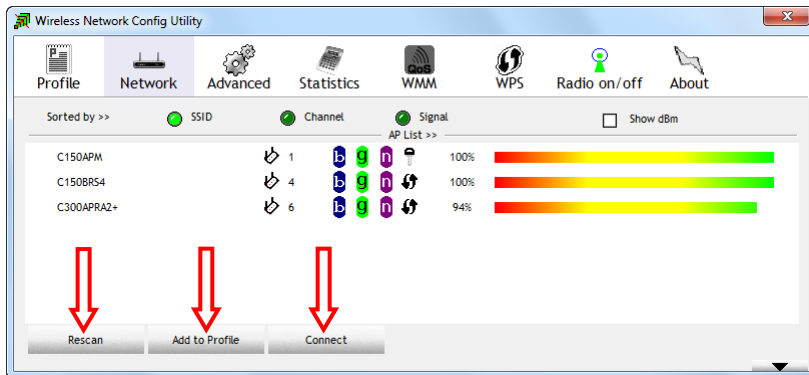 Wireless Network Config Utility
Profile Network Advanced Statistics WMM WPS Radio on/off About
Sorted by >> SSID Channel Signal Show dBm
AP List >>
C150APM 1 b g n 100%
C150BRS4 4 b g n 100%
C300APRA2+ 6 b g n 94%
Rescan Add to Profile Connect